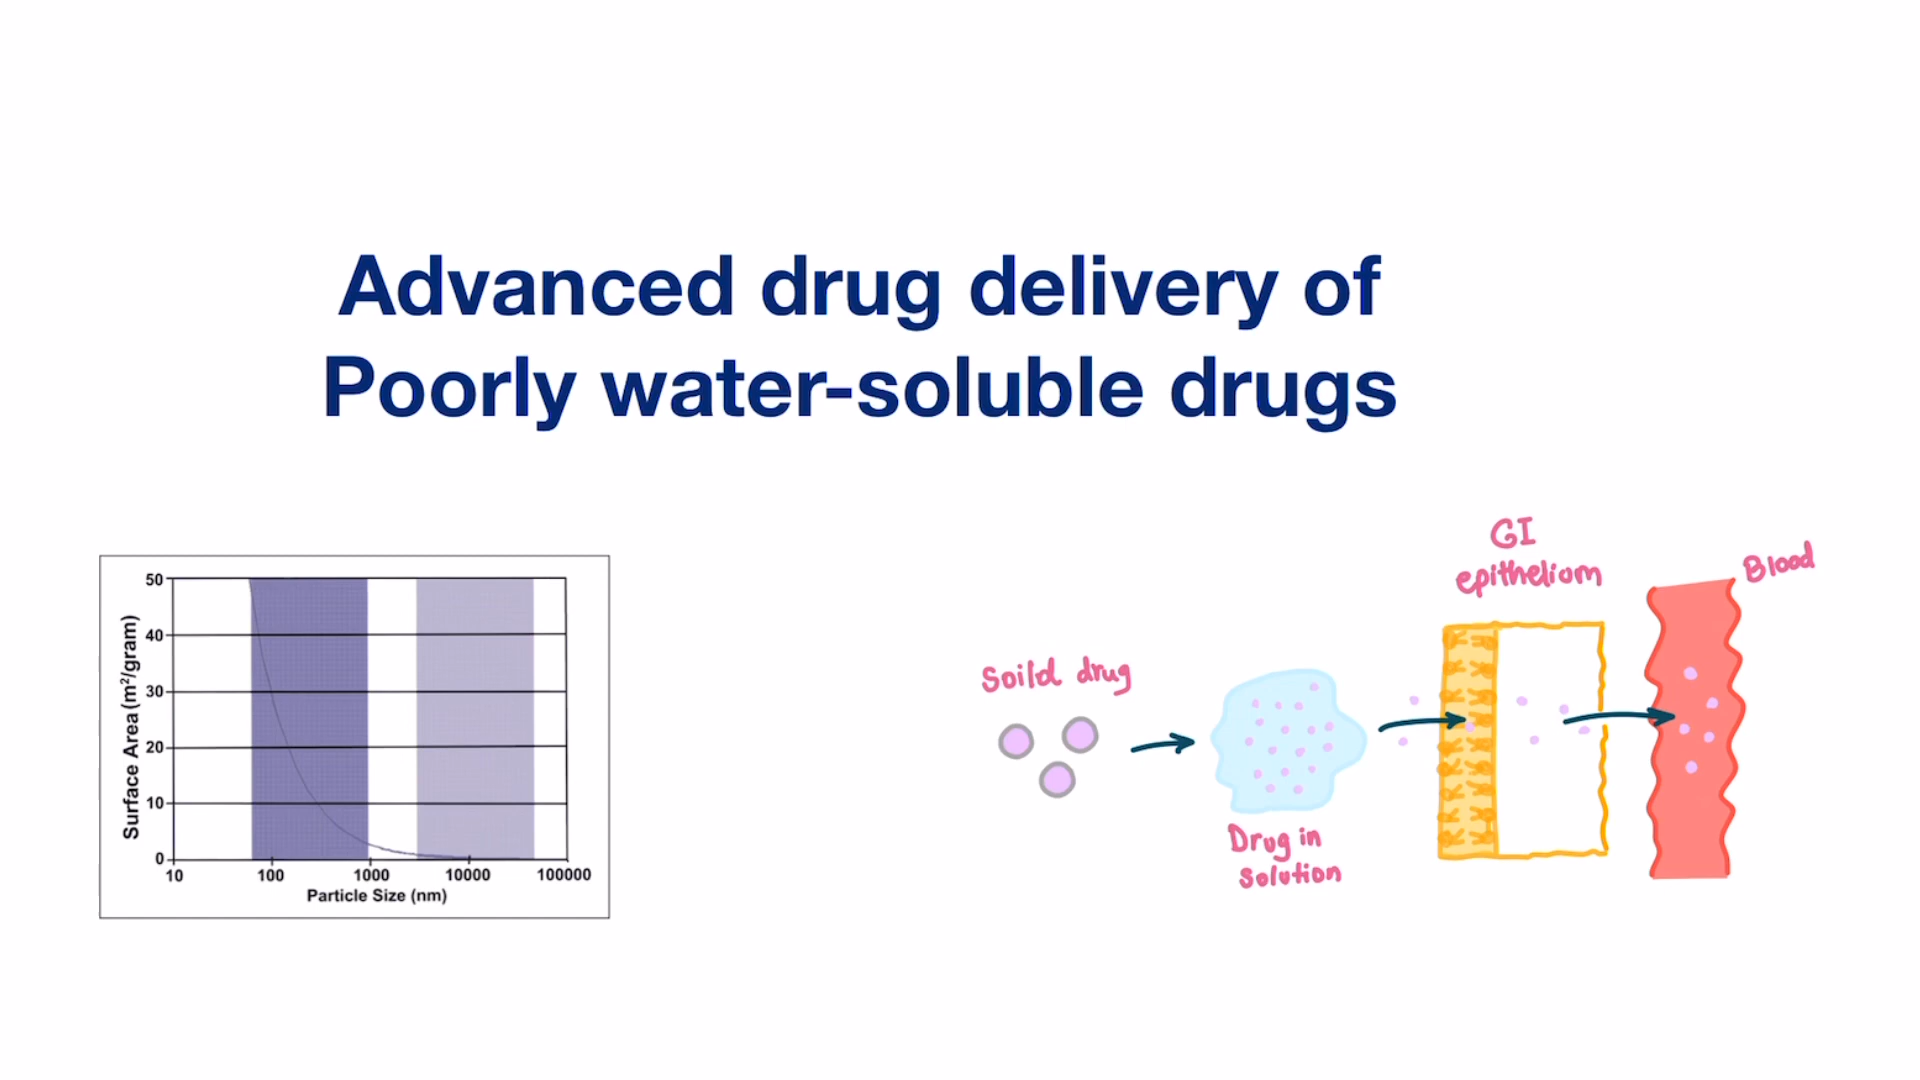 Advanced drug delivery of
Poorly water-soluble drugs
50
40
30
20
10
0
Surface Area (m²/gram)
10 100 1000 10000 100000
Particle Size (nm)
Soild drug
Drug in
solution
GI
epithelium
Blood